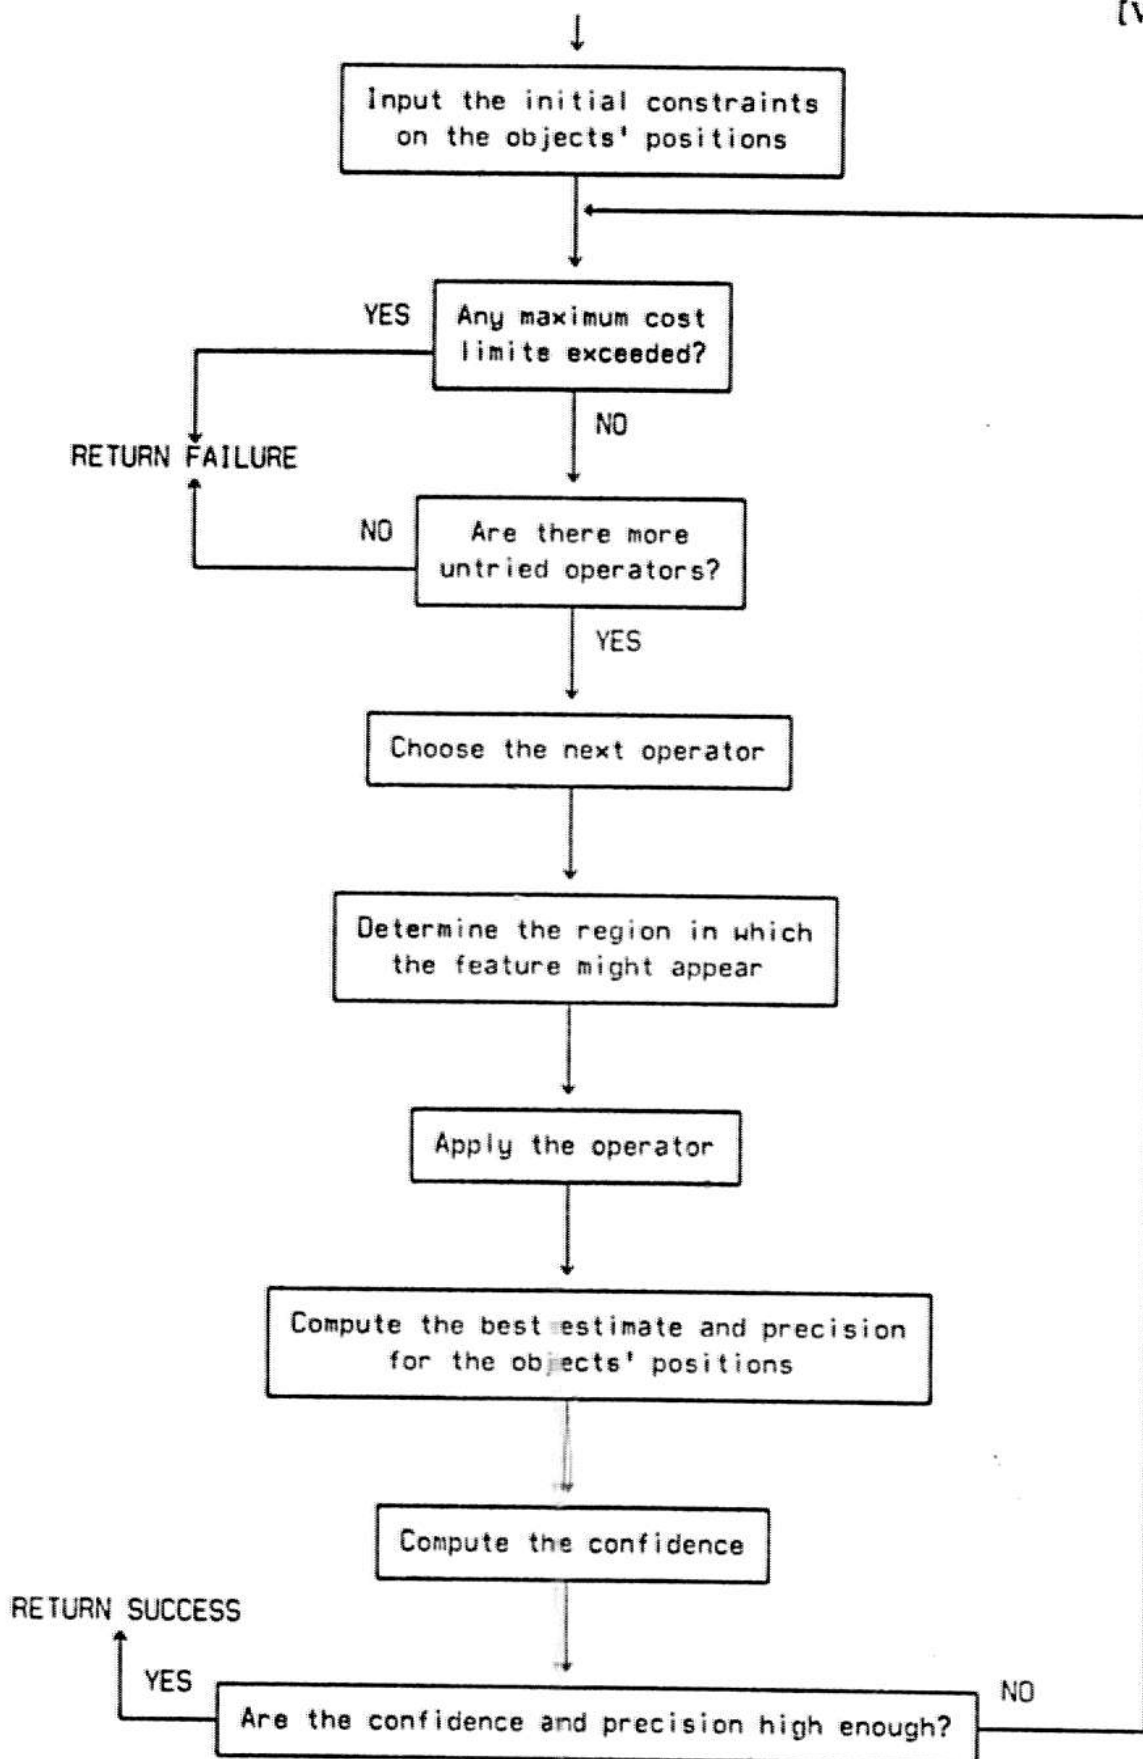 [V
Input the initial constraints
on the objects' positions
YES
Any maximum cost
limits exceeded?
NO
RETURN FAILURE
NO
Are there more
untried operators?
YES
Choose the next operator
Determine the region in which
the feature might appear
Apply the operator
Compute the best estimate and precision
for the objects' positions
Compute the confidence
RETURN SUCCESS
YES
NO
Are the confidence and precision high enough?